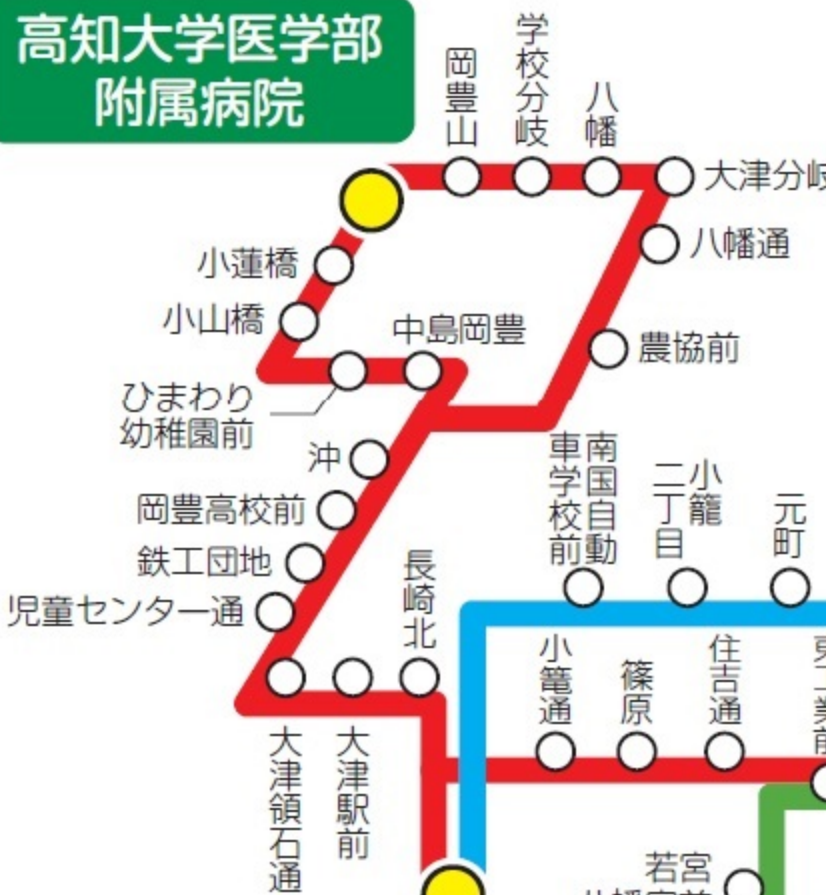 高知大学医学部
附属病院
岡豊山
学校分岐
八幡
大津分岐
八幡通
小蓮橋
小山橋
中島岡豊
農協前
ひまわり
幼稚園前
沖
岡豊高校前
鉄工団地
児童センター通
長崎北
南国自動
車学校前
小籠
二丁目
元町
小篭通
篠原
住吉通
大津領石通
大津駅前
若宮